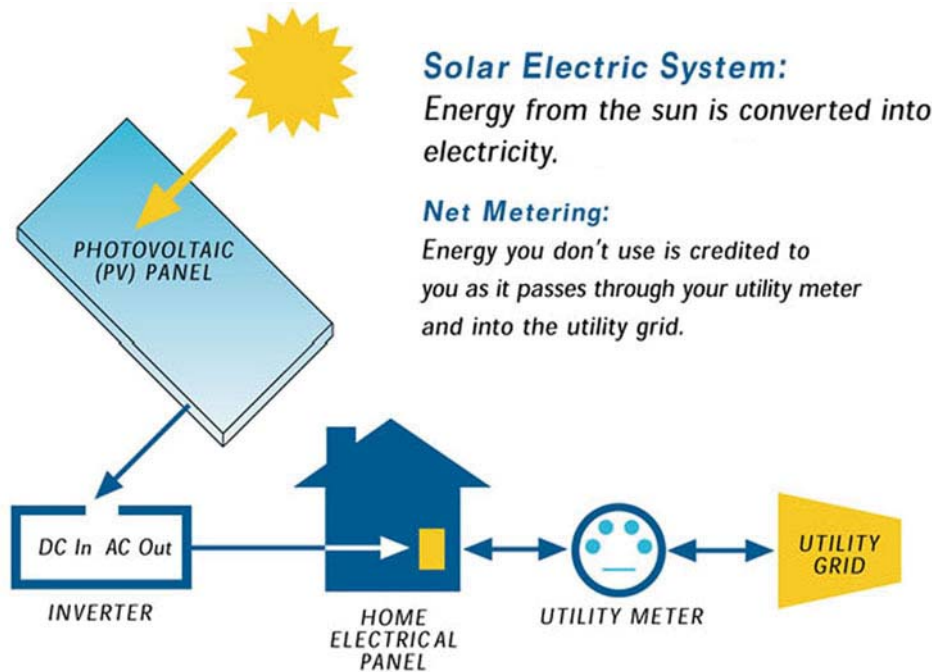 Solar Electric System:
Energy from the sun is converted into
electricity.
Net Metering:
Energy you don't use is credited to
you as it passes through your utility meter
and into the utility grid.
PHOTOVOLTAIC
(PV) PANEL
DC In AC Out
INVERTER
HOME
ELECTRICAL
PANEL
UTILITY METER
UTILITY
GRID